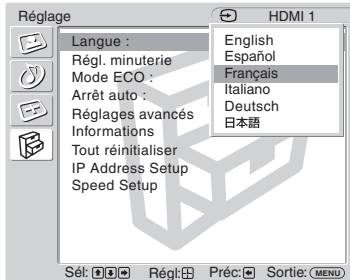 Réglage HDMI 1
Langue :
Régl. minuterie
Mode ECO :
Arrêt auto :
Réglages avancés
Informations
Tout réinitialiser
IP Address Setup
Speed Setup
English
Español
Français
Italiano
Deutsch
日本語
Sél: Régl: Préc: Sortie: MENU